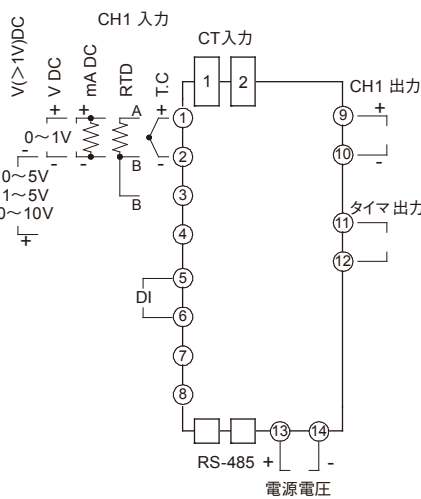 CH1 入力
V(>1V)DC
V DC
mA DC
RTD
T.C
CT入力
1 2
CH1 出力
+ + A +
0～1V
- - B -
B
0～5V
1～5V
0～10V
-
+
1
2
3
4
5
DI
6
7
8
9 +
10 -
タイマ 出力
11
12
13 14
RS-485 + -
電源電圧